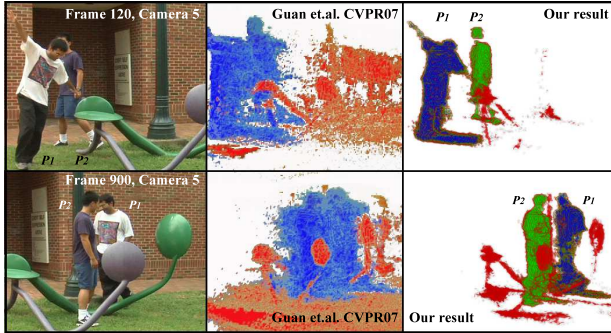 Frame 120, Camera 5
Guan et.al. CVPR07
P1
P2
Our result
P1
P2
Frame 900, Camera 5
P2
P1
P2
P1
Guan et.al. CVPR07
Our result